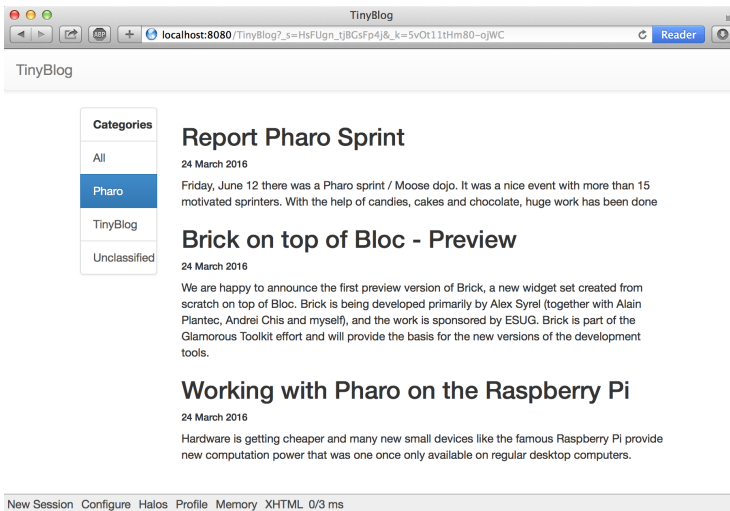 TinyBlog
ABP
localhost:8080/TinyBlog?_s=HsFUgn_tjBGsFp4j&_k=5vOt11tHm80-ojWC
Reader
TinyBlog
Categories
All
Pharo
TinyBlog
Unclassified
Report Pharo Sprint
24 March 2016
Friday, June 12 there was a Pharo sprint / Moose dojo. It was a nice event with more than 15
motivated sprinters. With the help of candies, cakes and chocolate, huge work has been done
Brick on top of Bloc - Preview
24 March 2016
We are happy to announce the first preview version of Brick, a new widget set created from
scratch on top of Bloc. Brick is being developed primarily by Alex Syrel (together with Alain
Plantec, Andrei Chis and myself), and the work is sponsored by ESUG. Brick is part of the
Glamorous Toolkit effort and will provide the basis for the new versions of the development
tools.
Working with Pharo on the Raspberry Pi
24 March 2016
Hardware is getting cheaper and many new small devices like the famous Raspberry Pi provide
new computation power that was one once only available on regular desktop computers.
New Session Configure Halos Profile Memory XHTML 0/3 ms